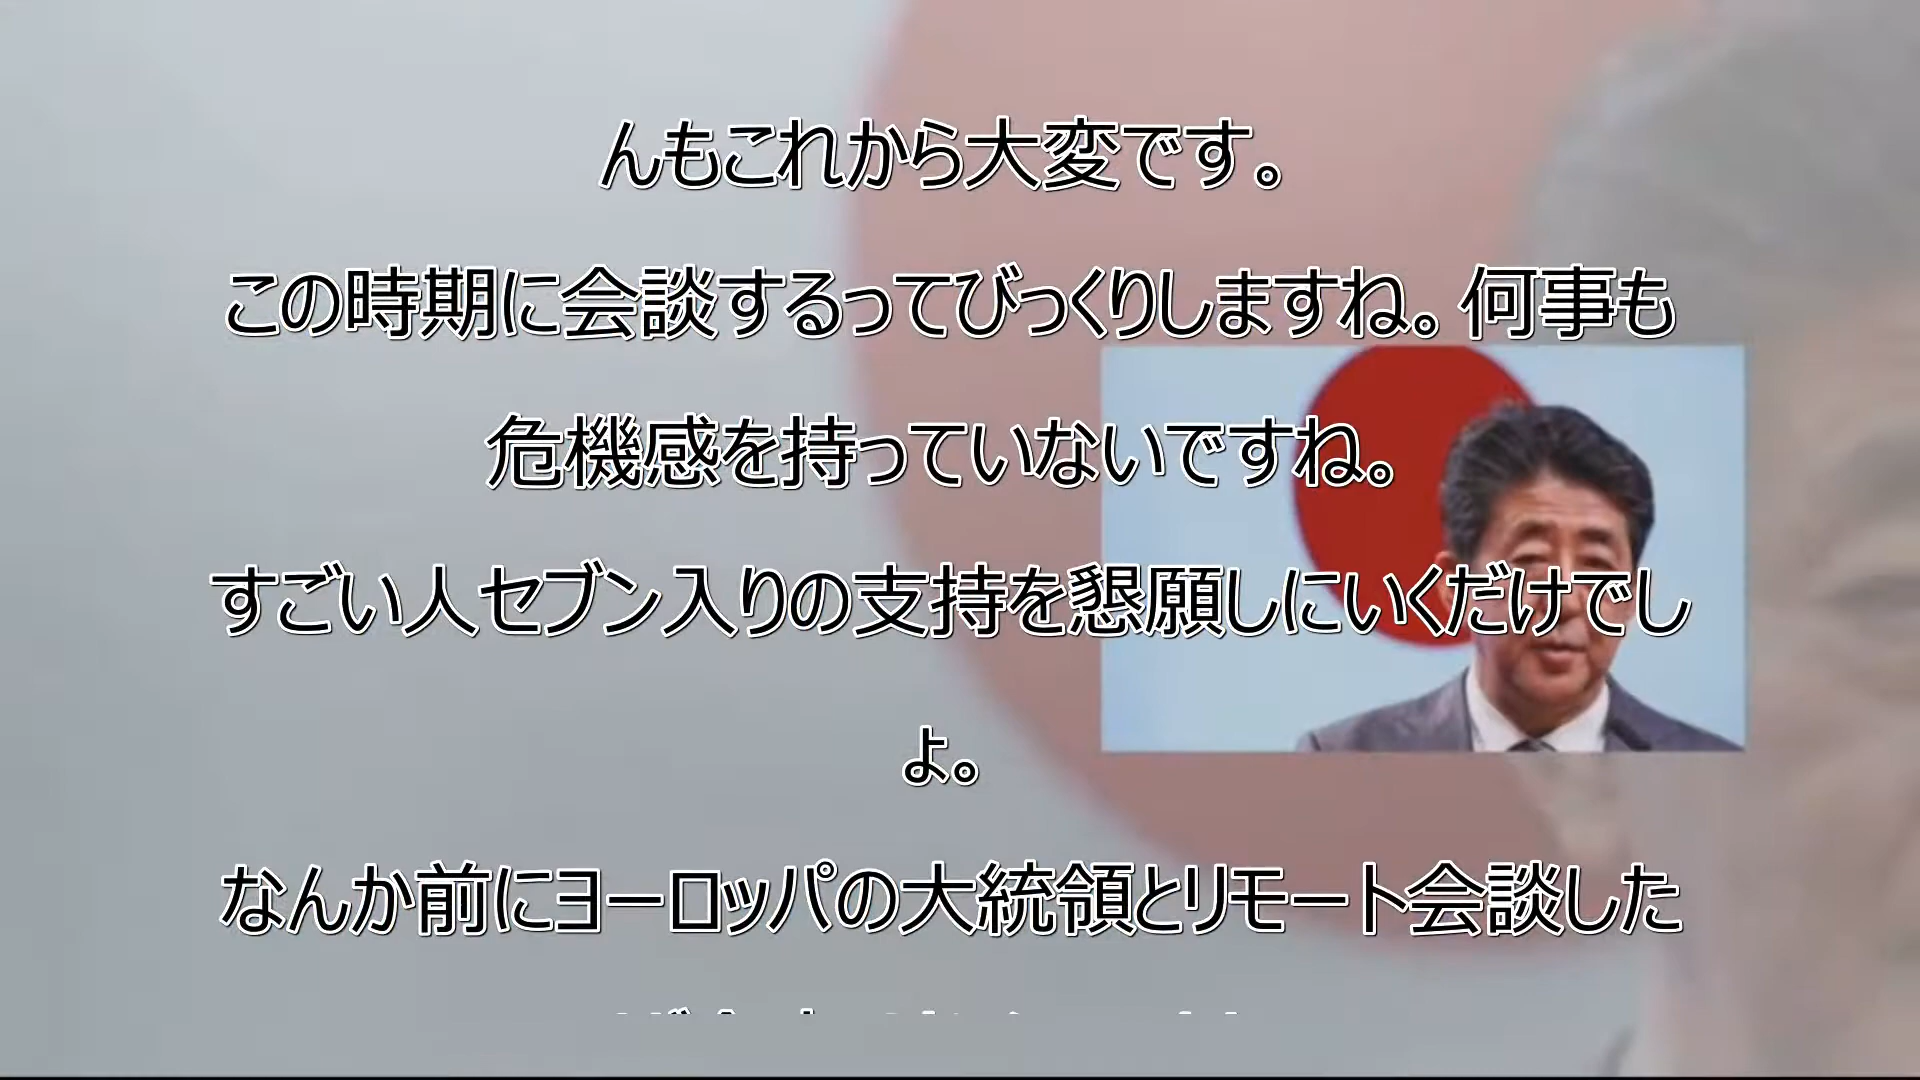 んもこれから大変です。
この時期に会談するってびっくりしますね。何事も
危機感を持っていないですね。
すごい人セブン入りの支持を懇願しにいくだけでし
ょ。
なんか前にヨーロッパの大統領とリモート会談した